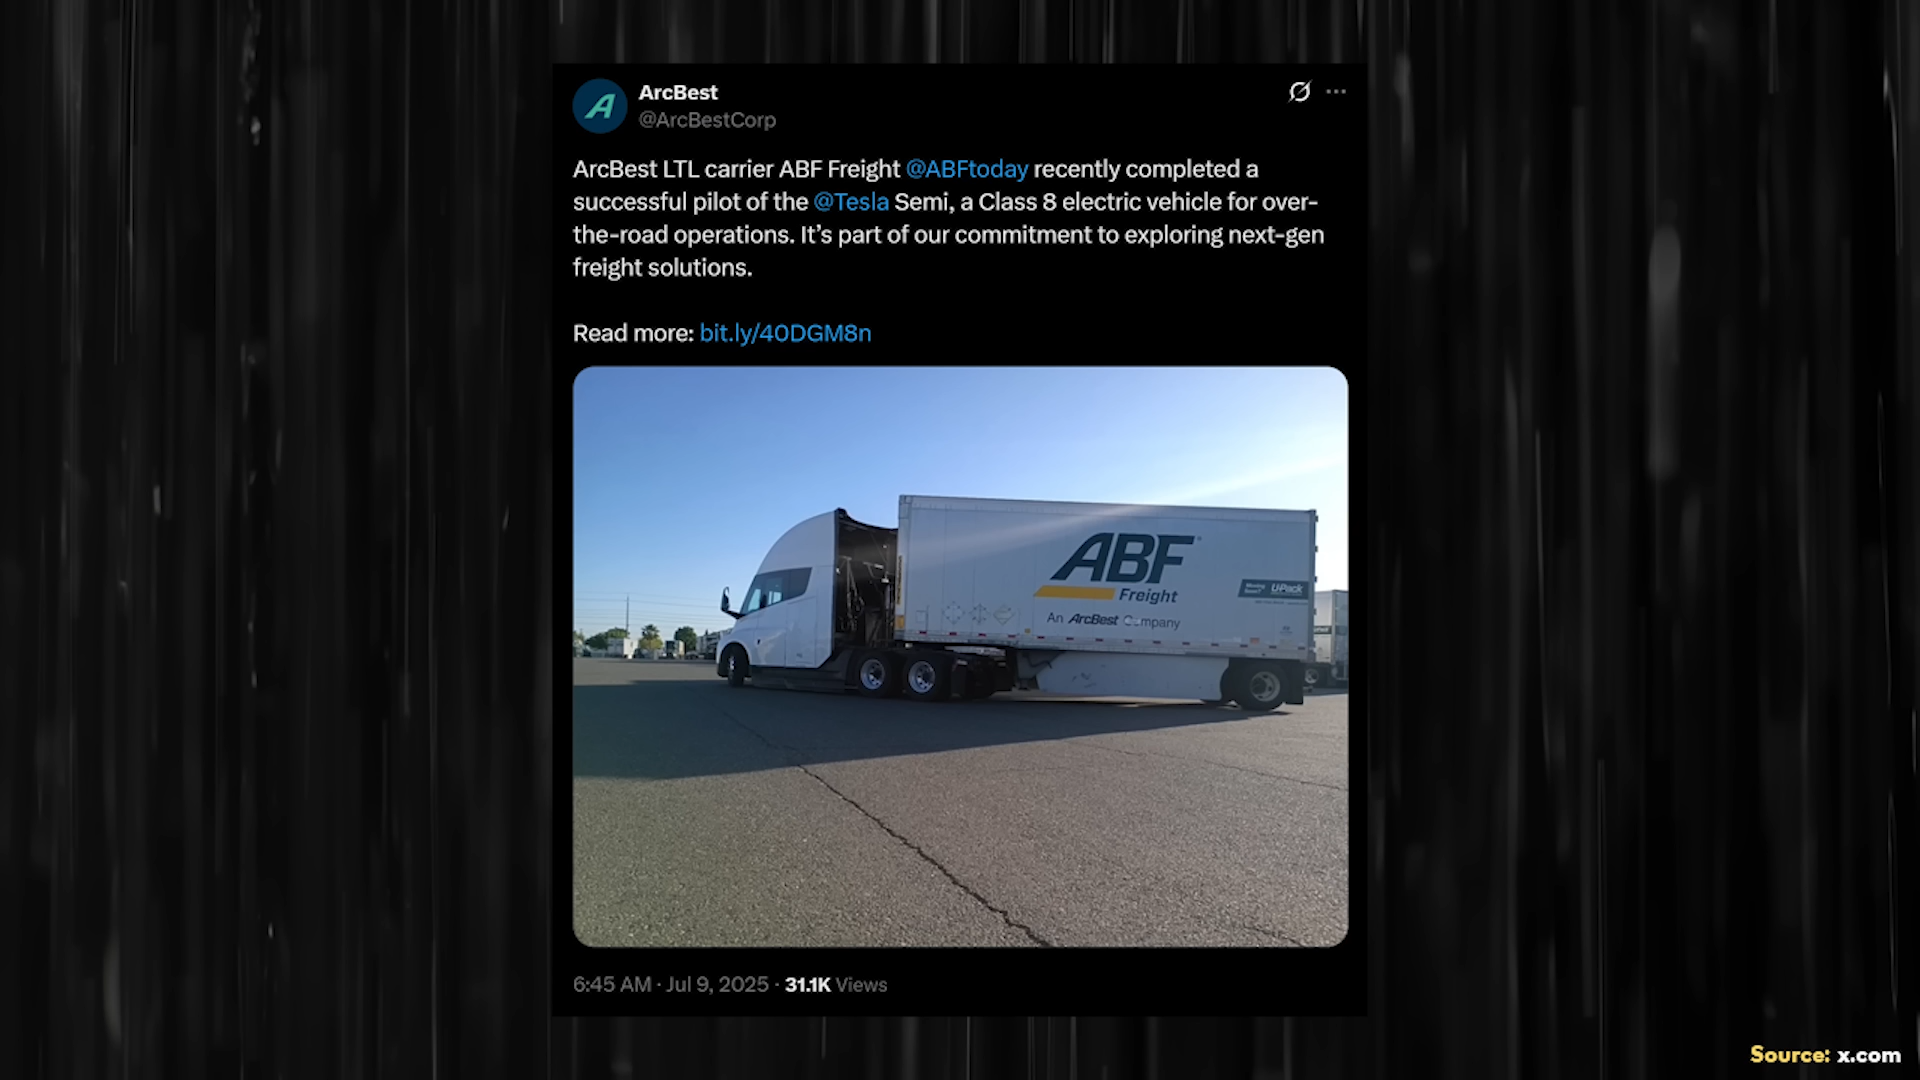 ArcBest
@ArcBestCorp
ArcBest LTL carrier ABF Freight @ABFtoday recently completed a
successful pilot of the @Tesla Semi, a Class 8 electric vehicle for over-
the-road operations. It’s part of our commitment to exploring next-gen
freight solutions.
Read more: bit.ly/40DGM8n
ABF
Freight
An ArcBest Company
U-Pack
6:45 AM · Jul 9, 2025 · 31.1K Views
Source: x.com